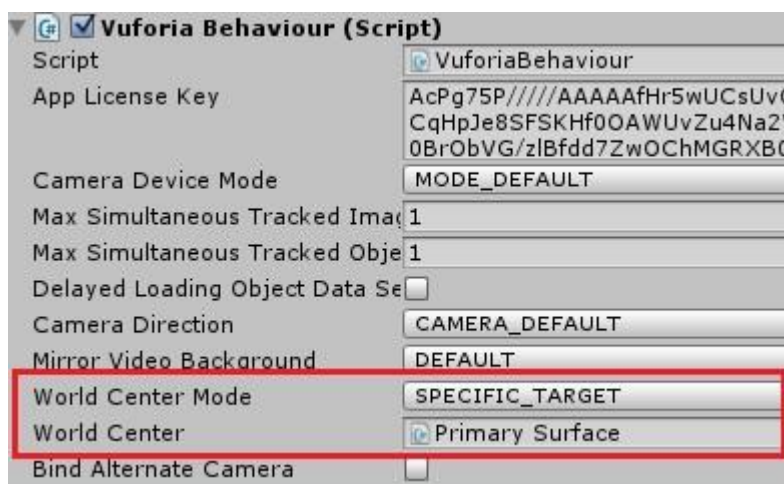 Vuforia Behaviour (Script)
Script VuforiaBehaviour
App License Key AcPg75P/////AAAAAfHr5wUCsUv
CqHpJe8SFSKHf0OAWUvZu4Na2
0BrObVG/zlBfdd7ZwOChMGRXB
Camera Device Mode MODE_DEFAULT
Max Simultaneous Tracked Imag 1
Max Simultaneous Tracked Obje 1
Delayed Loading Object Data Se
Camera Direction CAMERA_DEFAULT
Mirror Video Background DEFAULT
World Center Mode SPECIFIC_TARGET
World Center Primary Surface
Bind Alternate Camera